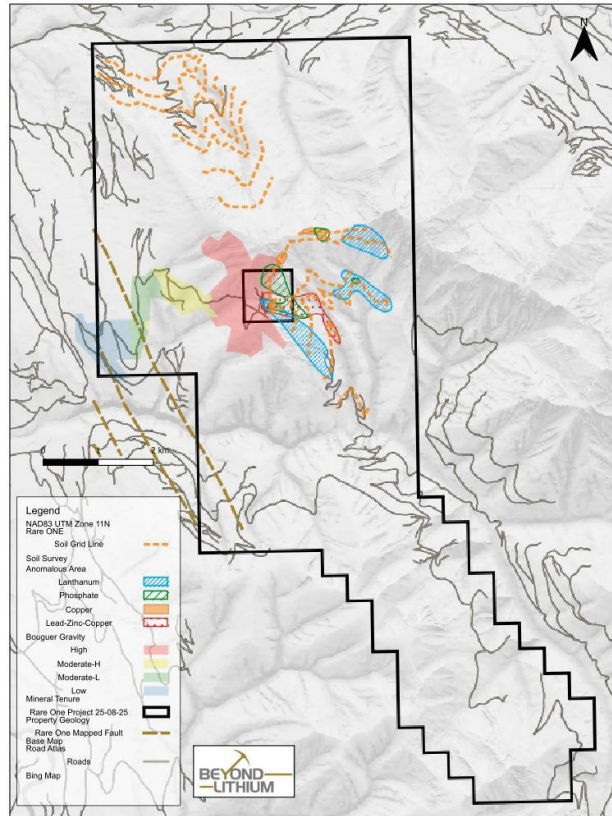 N
0
2 km
Legend
NAD83 UTM Zone 11N
Rare ONE
Soil Grid Line
Soil Survey
Anomalous Area
Lanthanum
Phosphate
Copper
Lead-Zinc-Copper
Bouguer Gravity
High
Moderate-H
Moderate-L
Low
Mineral Tenure
Rare One Project 25-08-25
Property Geology
Rare One Mapped Fault
Base Map
Road Atlas
Roads
Bing Map
BEYOND
LITHIUM